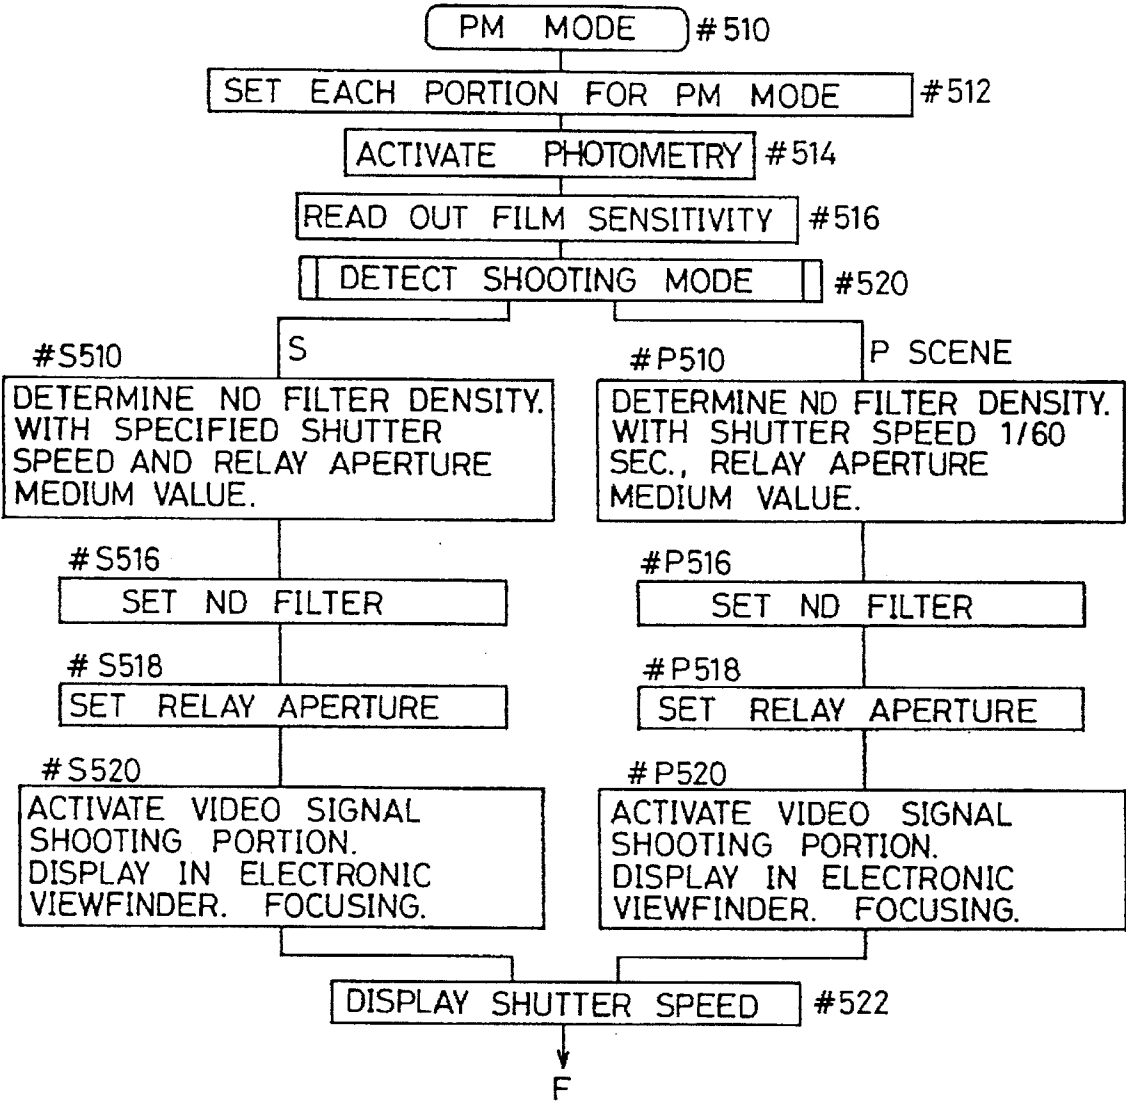 PM MODE #510
SET EACH PORTION FOR PM MODE #512
ACTIVATE PHOTOMETRY #514
READ OUT FILM SENSITIVITY #516
DETECT SHOOTING MODE #520
S
#S510
DETERMINE ND FILTER DENSITY.
WITH SPECIFIED SHUTTER
SPEED AND RELAY APERTURE
MEDIUM VALUE.
#S516
SET ND FILTER
#S518
SET RELAY APERTURE
#S520
ACTIVATE VIDEO SIGNAL
SHOOTING PORTION.
DISPLAY IN ELECTRONIC
VIEWFINDER. FOCUSING.
P SCENE
#P510
DETERMINE ND FILTER DENSITY.
WITH SHUTTER SPEED 1/60
SEC., RELAY APERTURE
MEDIUM VALUE.
#P516
SET ND FILTER
#P518
SET RELAY APERTURE
#P520
ACTIVATE VIDEO SIGNAL
SHOOTING PORTION.
DISPLAY IN ELECTRONIC
VIEWFINDER. FOCUSING.
DISPLAY SHUTTER SPEED #522
F